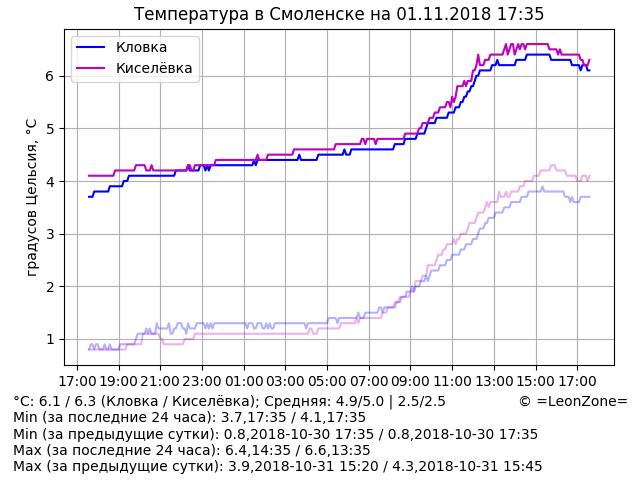 Температура в Смоленске на 01.11.2018 17:35
Кловка
Киселёвка
градусов Цельсия, °C
6
5
4
3
2
1
17:00 19:00 21:00 23:00 01:00 03:00 05:00 07:00 09:00 11:00 13:00 15:00 17:00
°C: 6.1 / 6.3 (Кловка / Киселёвка); Средняя: 4.9/5.0 | 2.5/2.5 © =LeonZone=
Min (за последние 24 часа): 3.7,17:35 / 4.1,17:35
Min (за предыдущие сутки): 0.8,2018-10-30 17:35 / 0.8,2018-10-30 17:35
Max (за последние 24 часа): 6.4,14:35 / 6.6,13:35
Max (за предыдущие сутки): 3.9,2018-10-31 15:20 / 4.3,2018-10-31 15:45